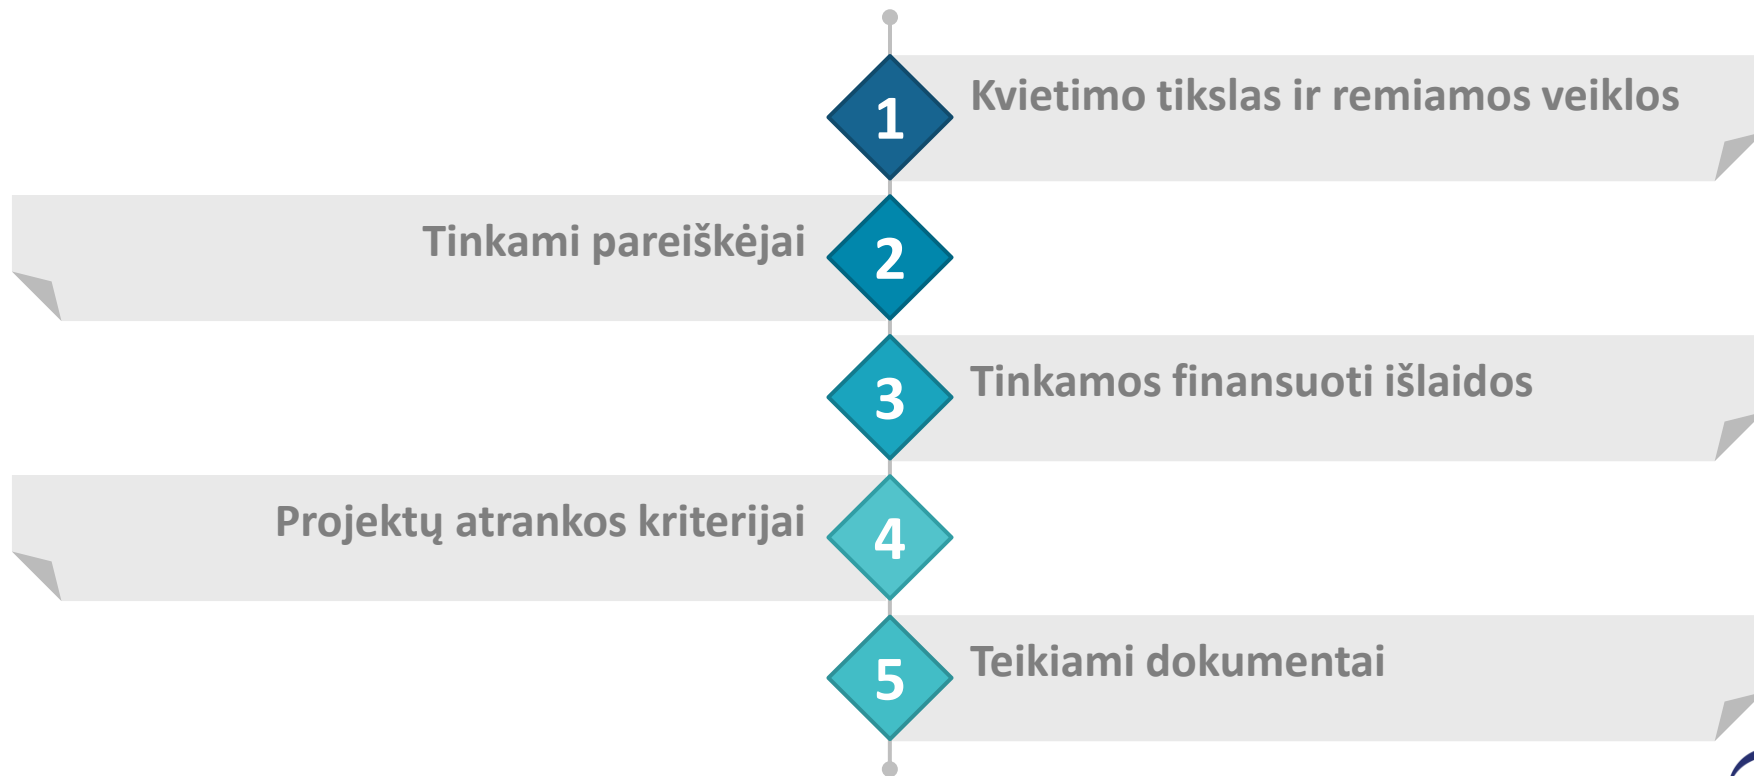 1
Kvietimo tikslas ir remiamos veiklos
Tinkami pareiškėjai
2
3
Tinkamos finansuoti išlaidos
Projektų atrankos kriterijai
4
5
Teikiami dokumentai